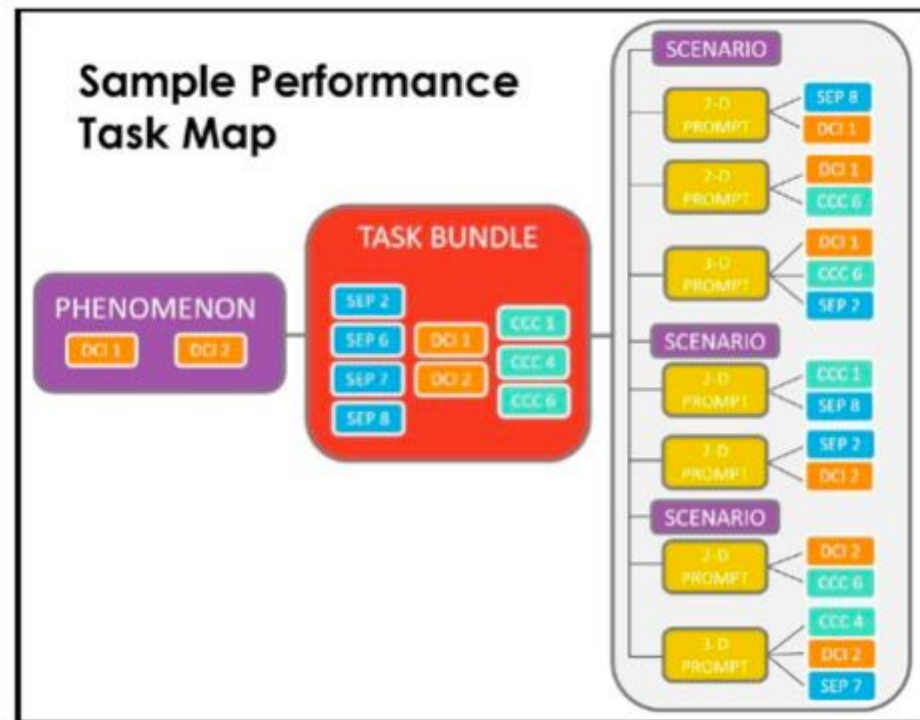 Sample Performance
Task Map
PHENOMENON
DCI 1
DCI 2
TASK BUNDLE
SEP 2
SEP 6
SEP 7
SEP 8
DCI 1
DCI 2
CCC 1
CCC 4
CCC 6
SCENARIO
2-D
PROMPT
SEP 8
DCI 1
2-D
PROMPT
DCI 1
CCC 6
3-D
PROMPT
DCI 1
CCC 6
SEP 2
SCENARIO
2-D
PROMPT
CCC 1
SEP 8
2-D
PROMPT
SEP 2
DCI 2
SCENARIO
2-D
PROMPT
DCI 2
CCC 6
3-D
PROMPT
CCC 4
DCI 2
SEP 7